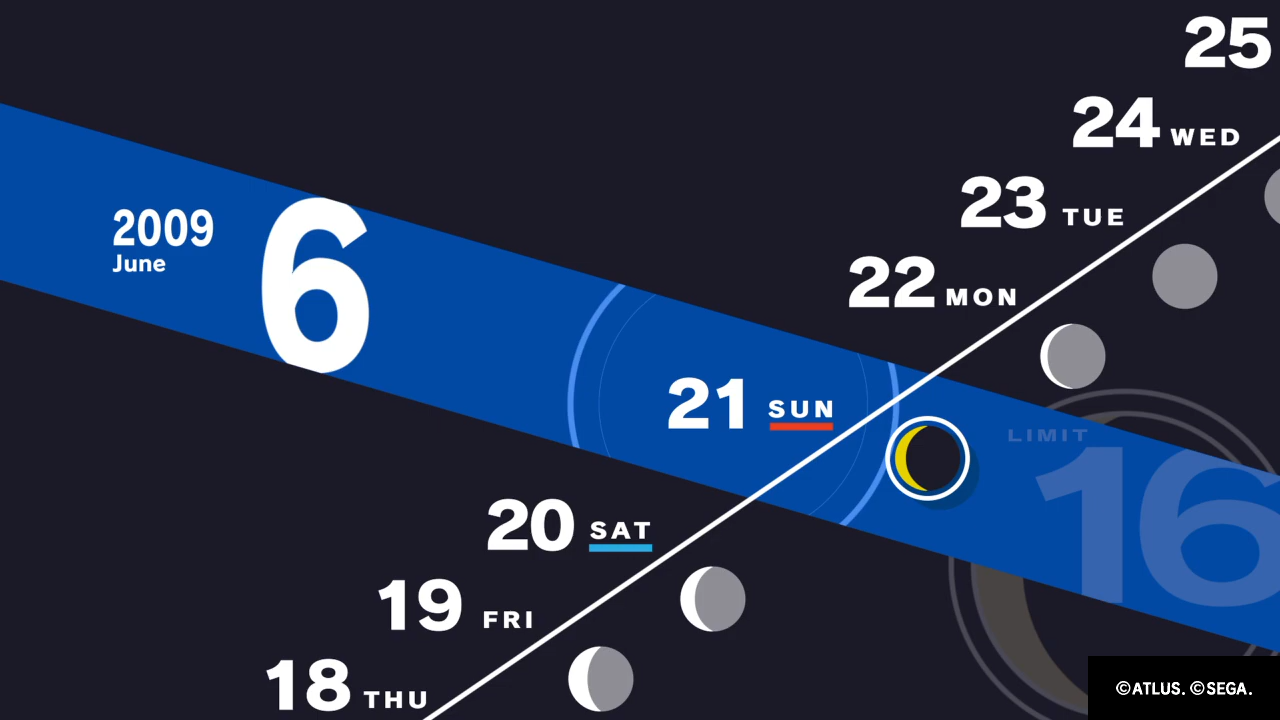 25
24 WED
23 TUE
2009
June
6
22 MON
21 SUN
LIMIT
16
20 SAT
19 FRI
18 THU
©ATLUS. ©SEGA.